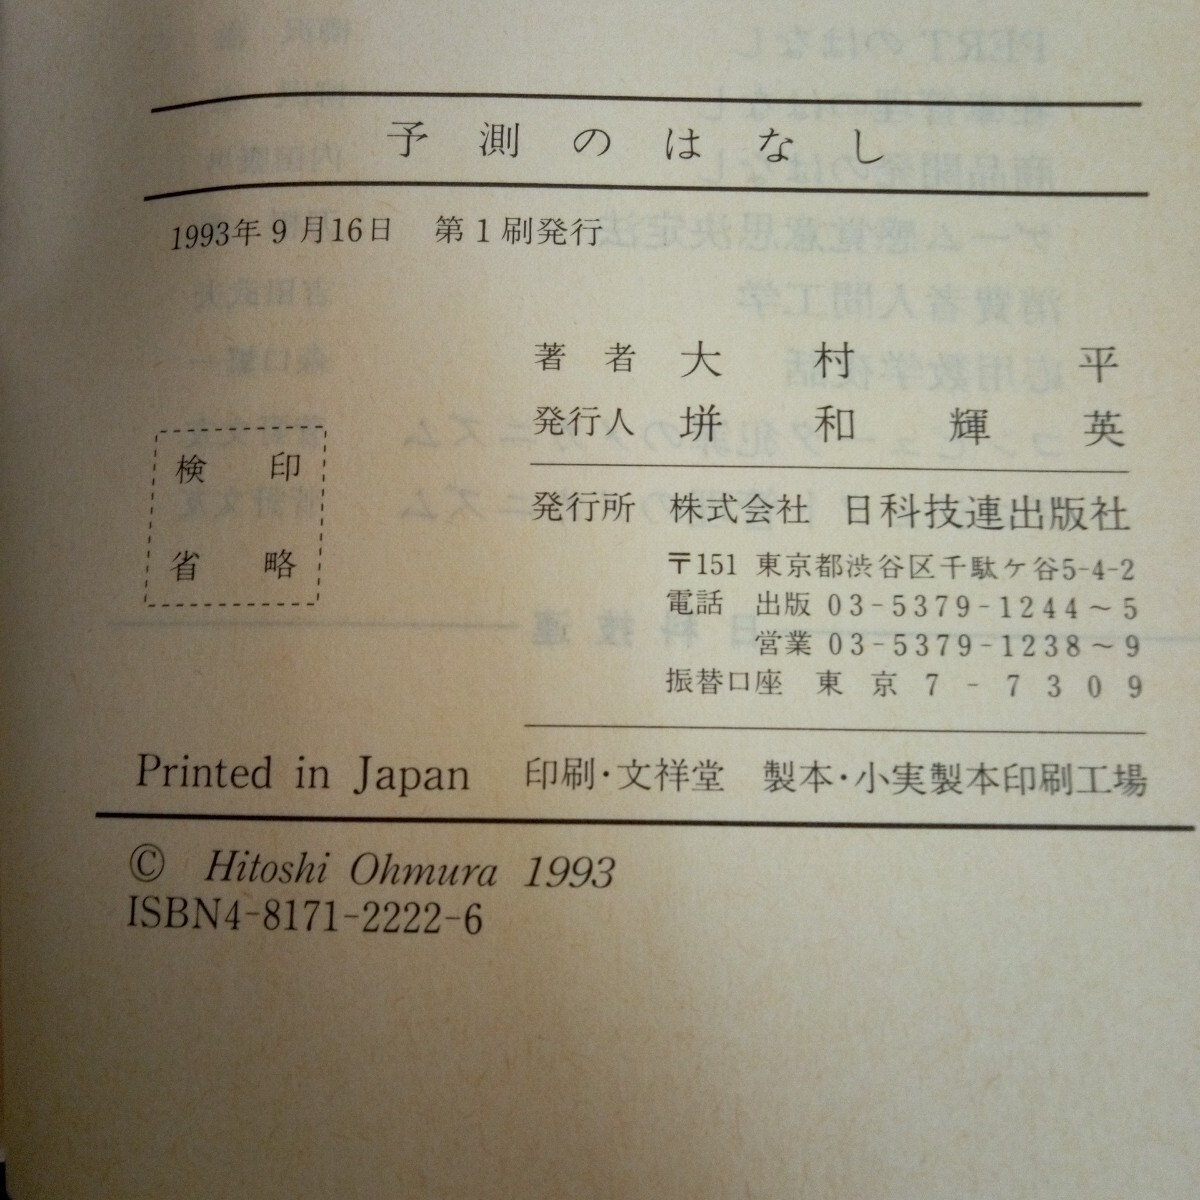 予測のはなし
1993年9月16日 第1刷発行
著者 大村 平
発行人 垪和輝英
検印
省略
発行所 株式会社 日科技連出版社
〒151 東京都渋谷区千駄ケ谷5-4-2
電話 出版 03-5379-1244～5
営業 03-5379-1238～9
振替口座 東京7-7309
Printed in Japan 印刷・文祥堂 製本・小実製本印刷工場
© Hitoshi Ohmura 1993
ISBN4-8171-2222-6